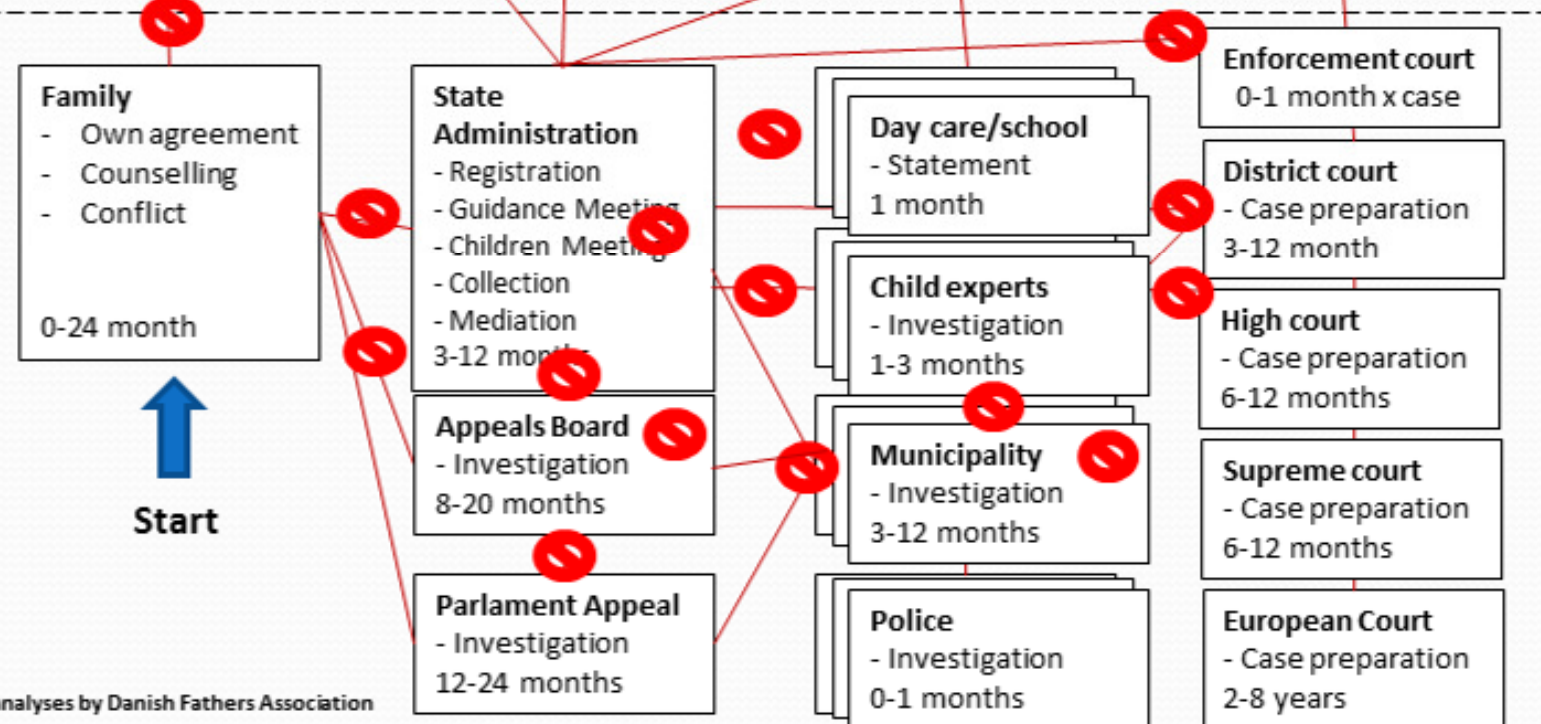 Family
- Own agreement
- Counselling
- Conflict
0-24 month
Start
State
Administration
- Registration
- Guidance Meeting
- Children Meeting
- Collection
- Mediation
3-12 month
Appeals Board
- Investigation
8-20 months
Parlament Appeal
- Investigation
12-24 months
Day care/school
- Statement
1 month
Child experts
- Investigation
1-3 months
Municipality
- Investigation
3-12 months
Police
- Investigation
0-1 months
Enforcement court
0-1 month x case
District court
- Case preparation
3-12 month
High court
- Case preparation
6-12 months
Supreme court
- Case preparation
6-12 months
European Court
- Case preparation
2-8 years
nalyses by Danish Fathers Association